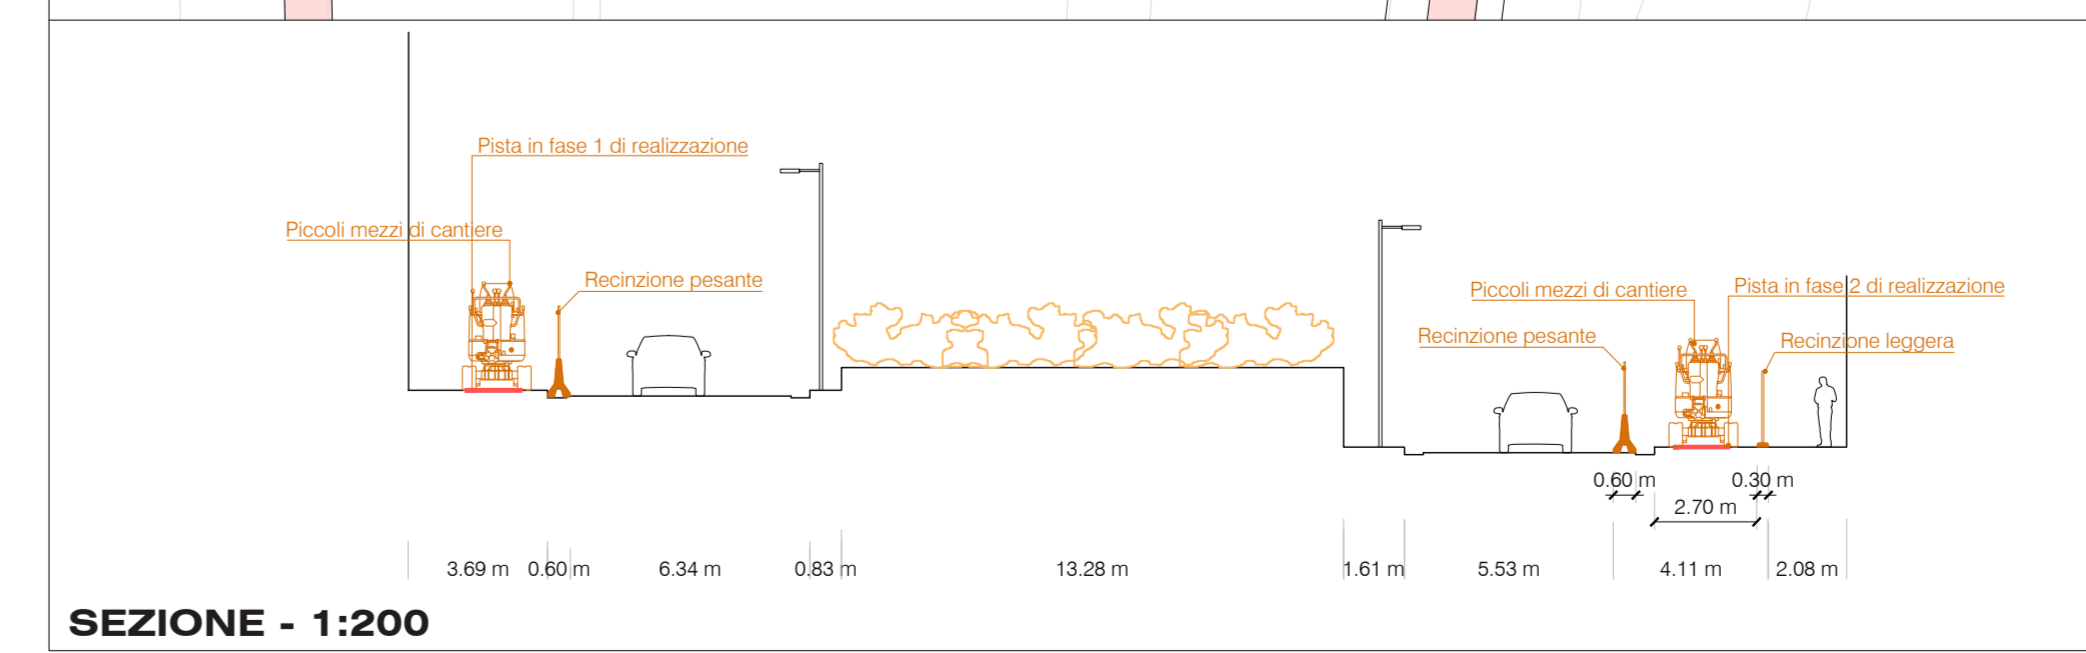 Pista in fase 1 di realizzazione
Piccoli mezzi di cantiere
Recinzione pesante
Piccoli mezzi di cantiere
Pista in fase 2 di realizzazione
Recinzione pesante
Recinzione leggera
0.60 m
0.30 m
2.70 m
3.69 m
0.60 m
6.34 m
0.83 m
13.28 m
1.61 m
5.53 m
4.11 m
2.08 m
SEZIONE - 1:200